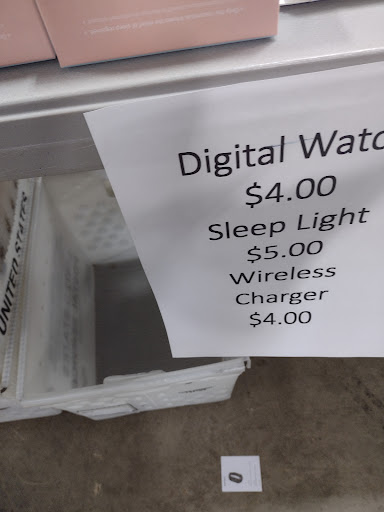 Digital Watc
$4.00
Sleep Light
$5.00
Wireless
Charger
$4.00
UNITED STATES